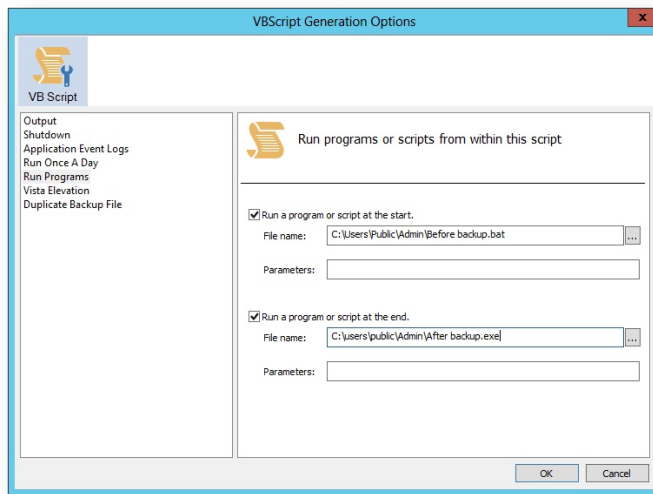 VBScript Generation Options
x
VB Script
Output
Shutdown
Application Event Logs
Run Once A Day
Run Programs
Vista Elevation
Duplicate Backup File
Run programs or scripts from within this script
Run a program or script at the start.
File name: C:\Users\Public\Admin\Before backup.bat ...
Parameters:
Run a program or script at the end.
File name: C:\users\public\Admin\After backup.exe ...
Parameters:
OK Cancel